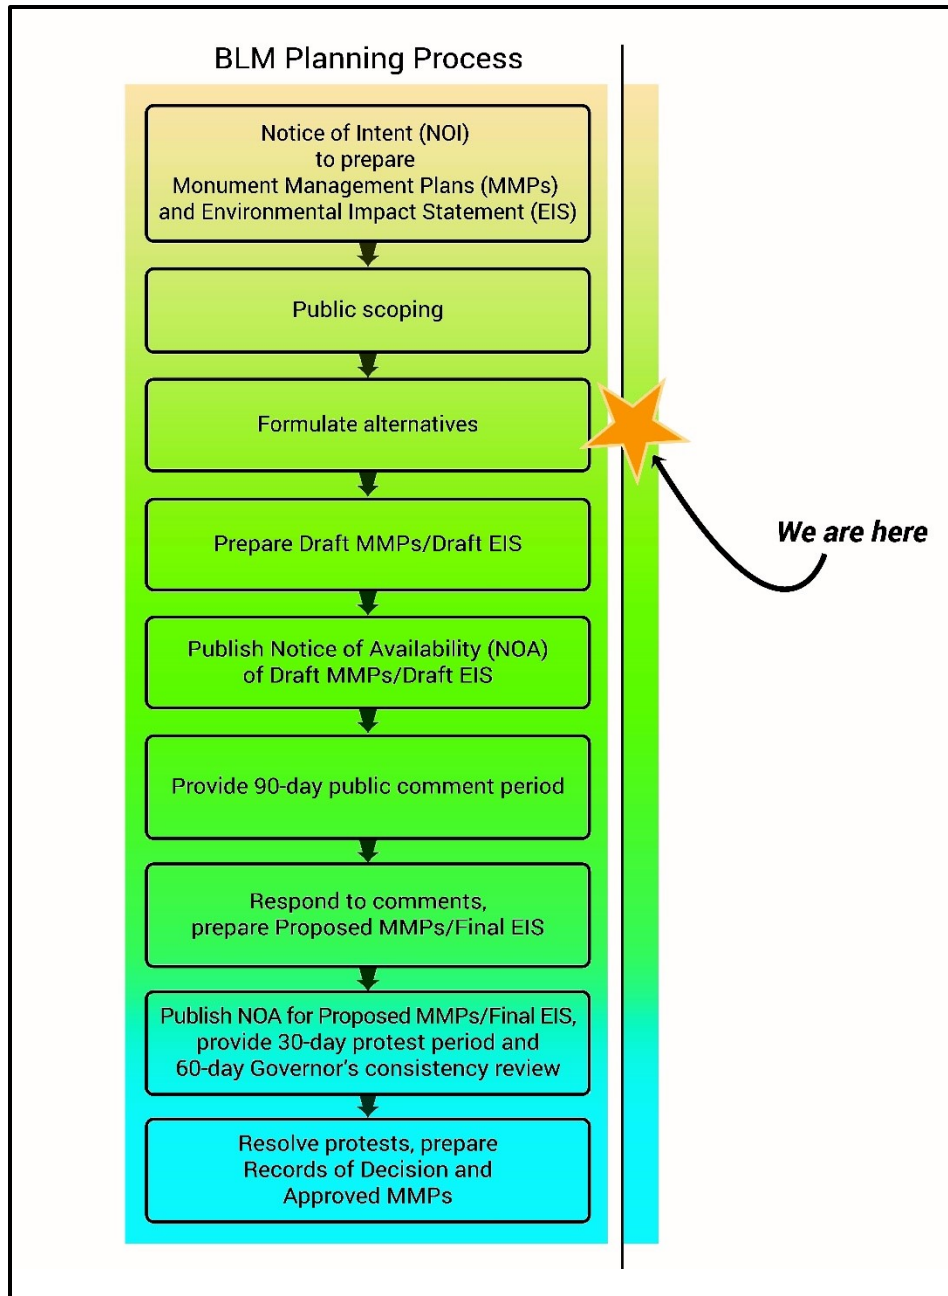 BLM Planning Process
Notice of Intent (NOI)
to prepare
Monument Management Plans (MMPs)
and Environmental Impact Statement (EIS)
Public scoping
Formulate alternatives
We are here
Prepare Draft MMPs/Draft EIS
Publish Notice of Availability (NOA)
of Draft MMPs/Draft EIS
Provide 90-day public comment period
Respond to comments,
prepare Proposed MMPs/Final EIS
Publish NOA for Proposed MMPs/Final EIS,
provide 30-day protest period and
60-day Governor’s consistency review
Resolve protests, prepare
Records of Decision and
Approved MMPs